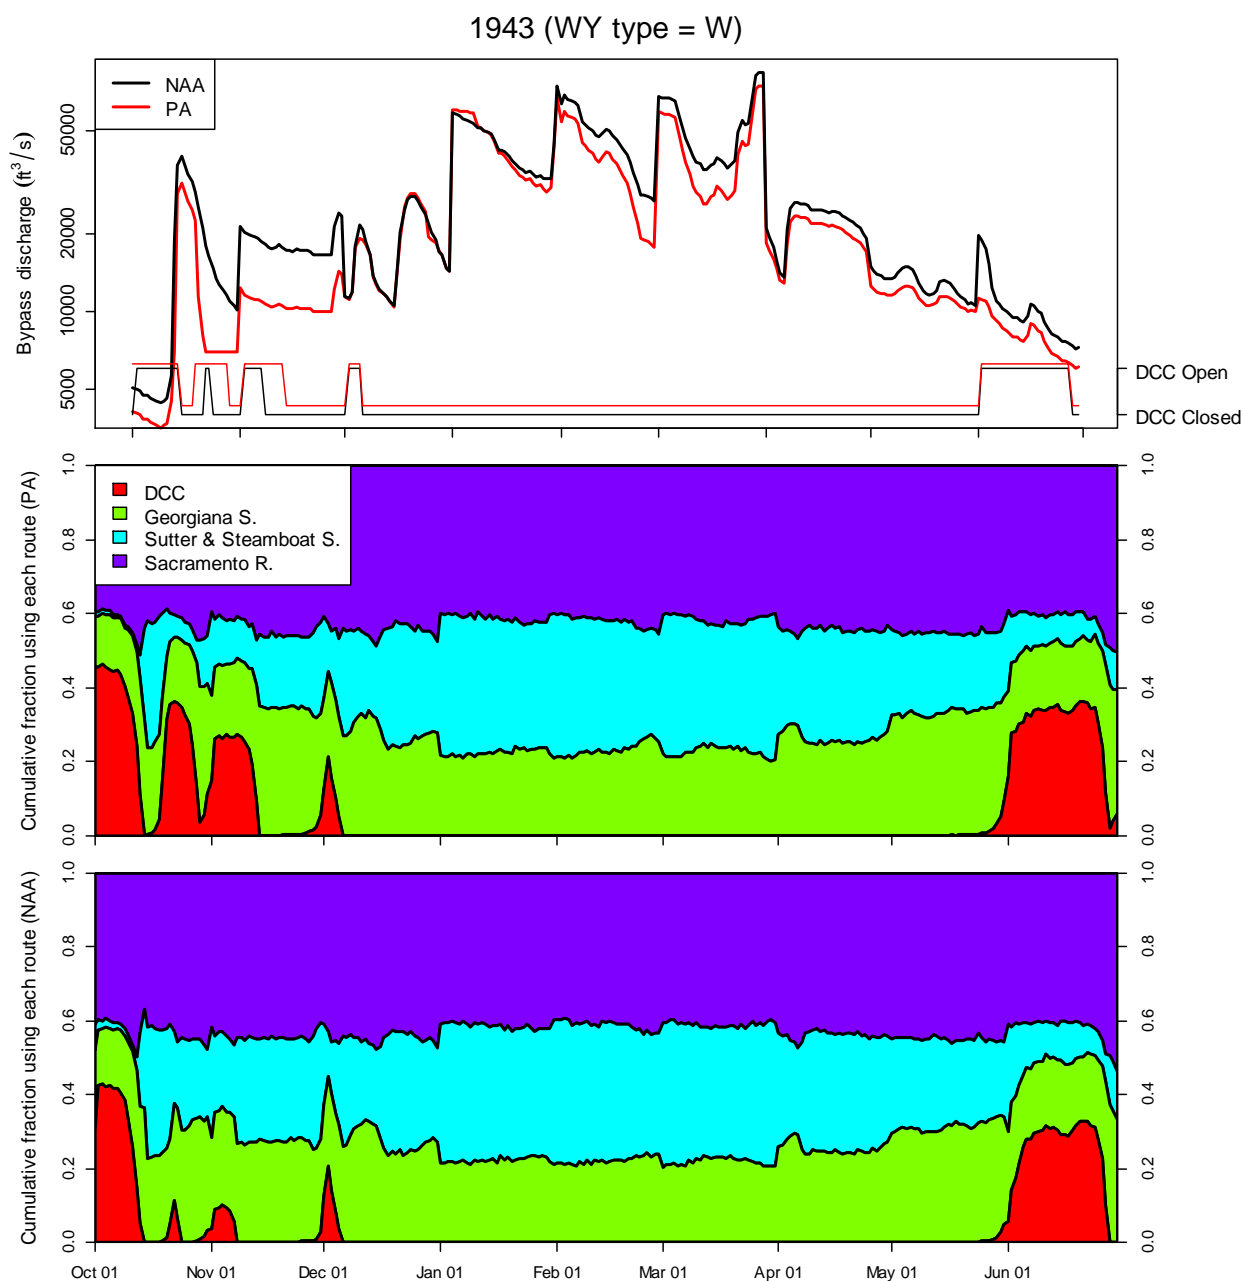 1943 (WY type = W)
NAA
PA
Bypass discharge (ft³/s)
50000
20000
10000
5000
DCC Open
DCC Closed
Cumulative fraction using each route (PA)
1.0
0.8
0.6
0.4
0.2
0.0
DCC
Georgiana S.
Sutter & Steamboat S.
Sacramento R.
1.0
0.8
0.6
0.4
0.2
0.0
Cumulative fraction using each route (NAA)
1.0
0.8
0.6
0.4
0.2
0.0
1.0
0.8
0.6
0.4
0.2
0.0
Oct 01 Nov 01 Dec 01 Jan 01 Feb 01 Mar 01 Apr 01 May 01 Jun 01